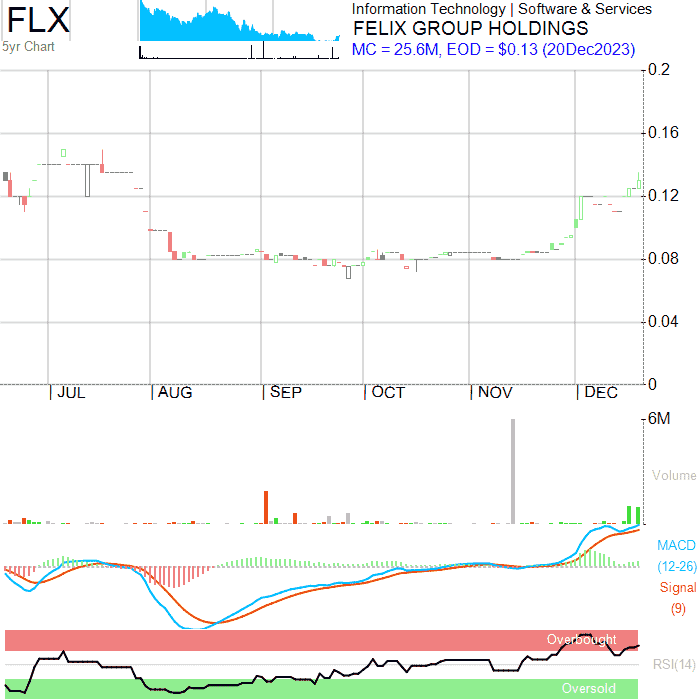 FLX
5yr Chart
Information Technology | Software & Services
FELIX GROUP HOLDINGS
MC = 25.6M, EOD = $0.13 (20Dec2023)
0.2
0.16
0.12
0.08
0.04
0
JUL
AUG
SEP
OCT
NOV
DEC
6M
Volume
MACD
(12-26)
Signal
(9)
Overbought
RSI(14)
Oversold